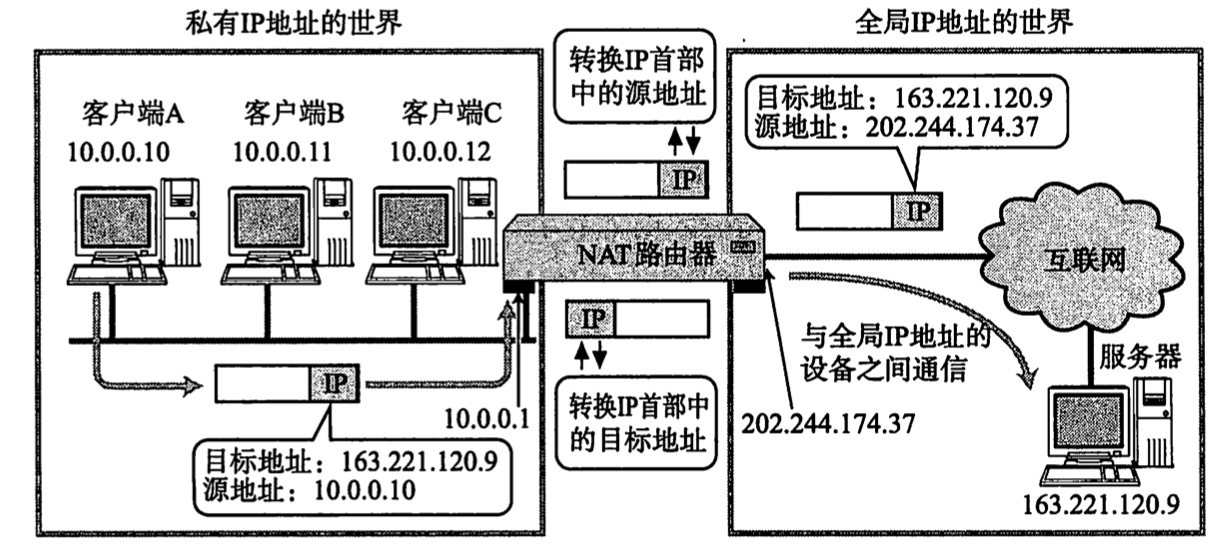 私有IP地址的世界
全局IP地址的世界
转换IP首部
中的源地址
目标地址：163.221.120.9
源地址：202.244.174.37
客户端A
10.0.0.10
客户端B
10.0.0.11
客户端C
10.0.0.12
IP
IP
NAT路由器
互联网
IP
与全局IP地址的
设备之间通信
服务器
IP
10.0.0.1
转换IP首部中
的目标地址
202.244.174.37
目标地址：163.221.120.9
源地址：10.0.0.10
163.221.120.9